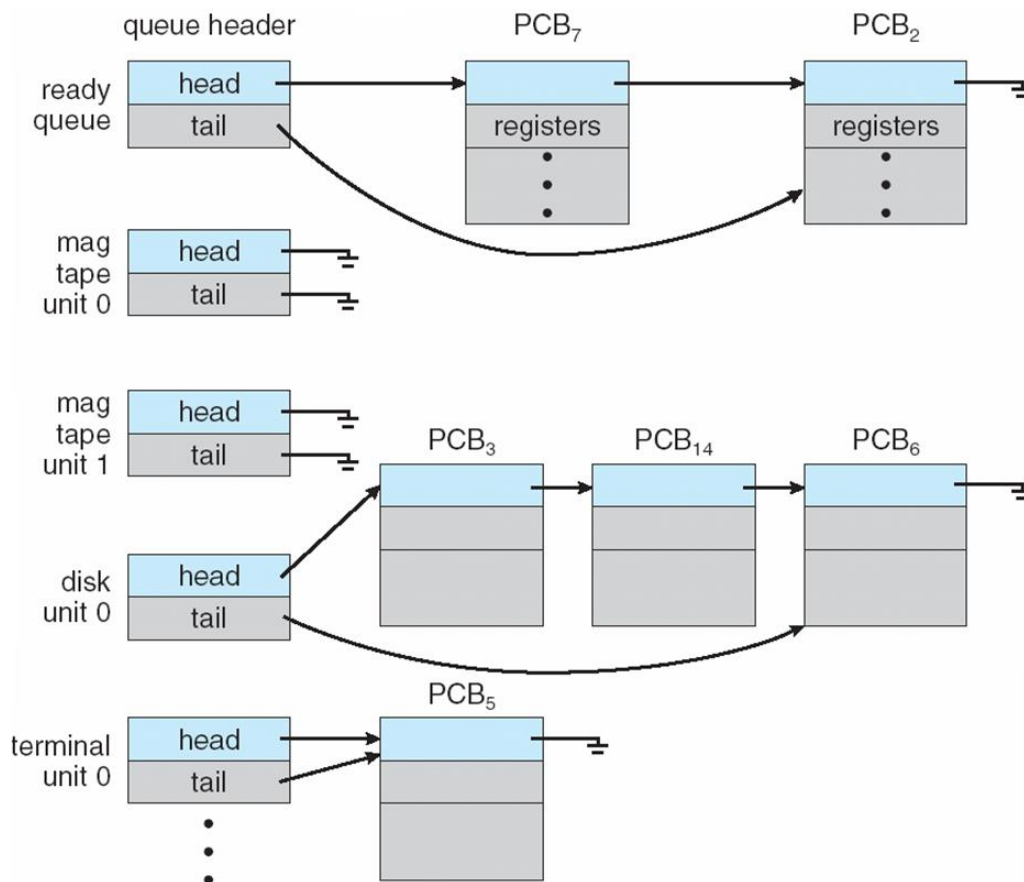 queue header
PCB₇
PCB₂
ready
queue
head
tail
registers
registers
mag
tape
unit 0
head
tail
mag
tape
unit 1
head
tail
PCB₃
PCB₁₄
PCB₆
disk
unit 0
head
tail
PCB₅
terminal
unit 0
head
tail